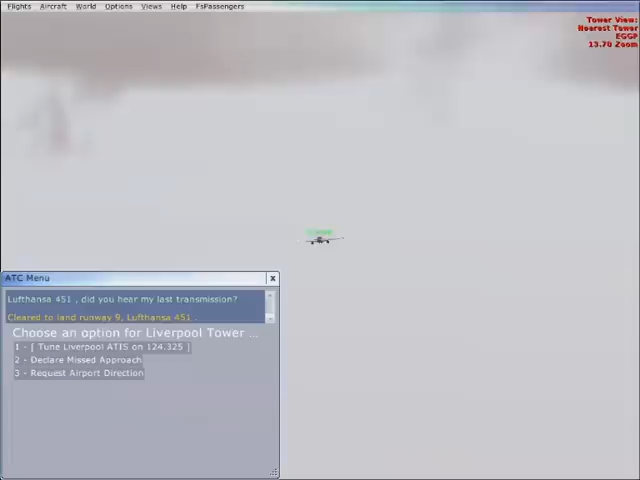 Flights Aircraft World Options Views Help FsPassengers
Tower View:
Nearest Tower
EGGP
13.70 Zoom
ATC Menu x
Lufthansa 451 , did you hear my last transmission?
Cleared to land runway 9, Lufthansa 451 .
Choose an option for Liverpool Tower ...
1 - [ Tune Liverpool ATIS on 124.325 ]
2 - Declare Missed Approach
3 - Request Airport Direction